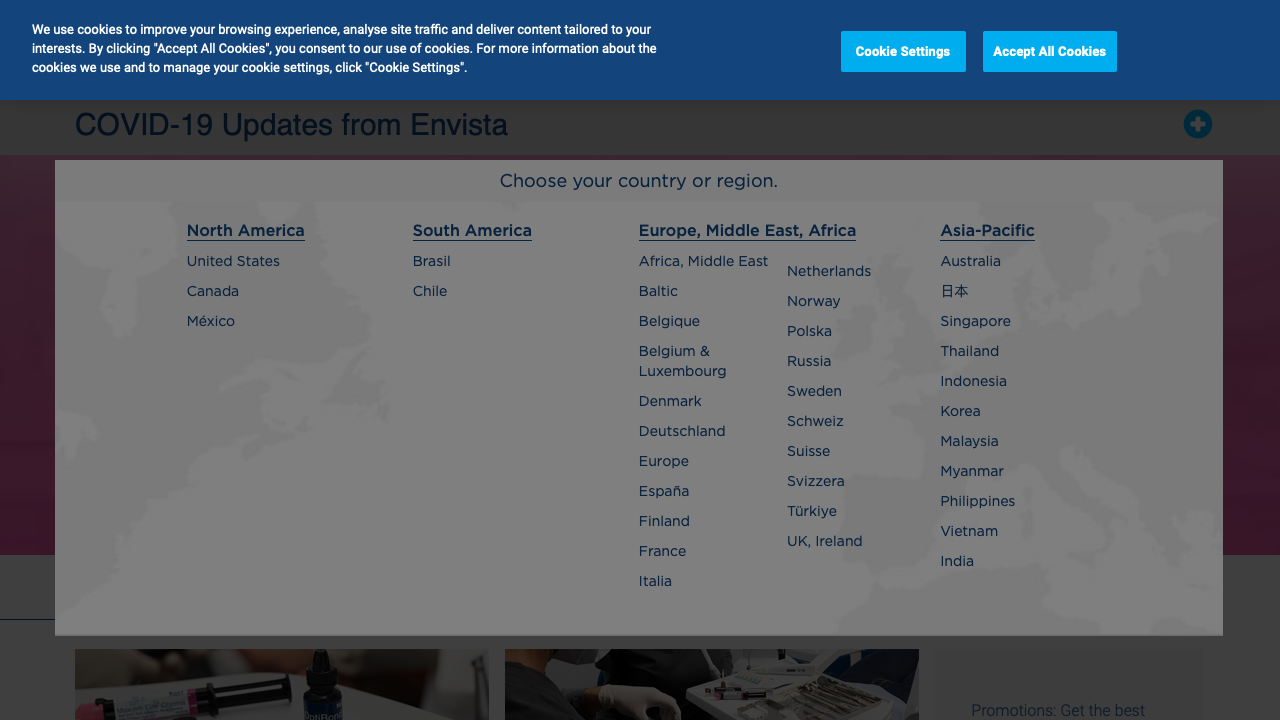 We use cookies to improve your browsing experience, analyse site traffic and deliver content tailored to your
interests. By clicking "Accept All Cookies", you consent to our use of cookies. For more information about the
cookies we use and to manage your cookie settings, click "Cookie Settings".
Cookie Settings
Accept All Cookies
COVID-19 Updates from Envista
Choose your country or region.
North America
United States
Canada
México
South America
Brasil
Chile
Europe, Middle East, Africa
Africa, Middle East
Baltic
Belgique
Belgium &
Luxembourg
Denmark
Deutschland
Europe
España
Finland
France
Italia
Netherlands
Norway
Polska
Russia
Sweden
Schweiz
Suisse
Svizzera
Türkiye
UK, Ireland
Asia-Pacific
Australia
日本
Singapore
Thailand
Indonesia
Korea
Malaysia
Myanmar
Philippines
Vietnam
India
Promotions: Get the best